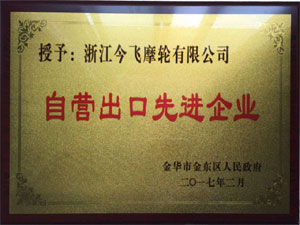 授予：浙江今飞摩轮有限公司
自营出口先进企业
金华市金东区人民政府
二〇一七年二月